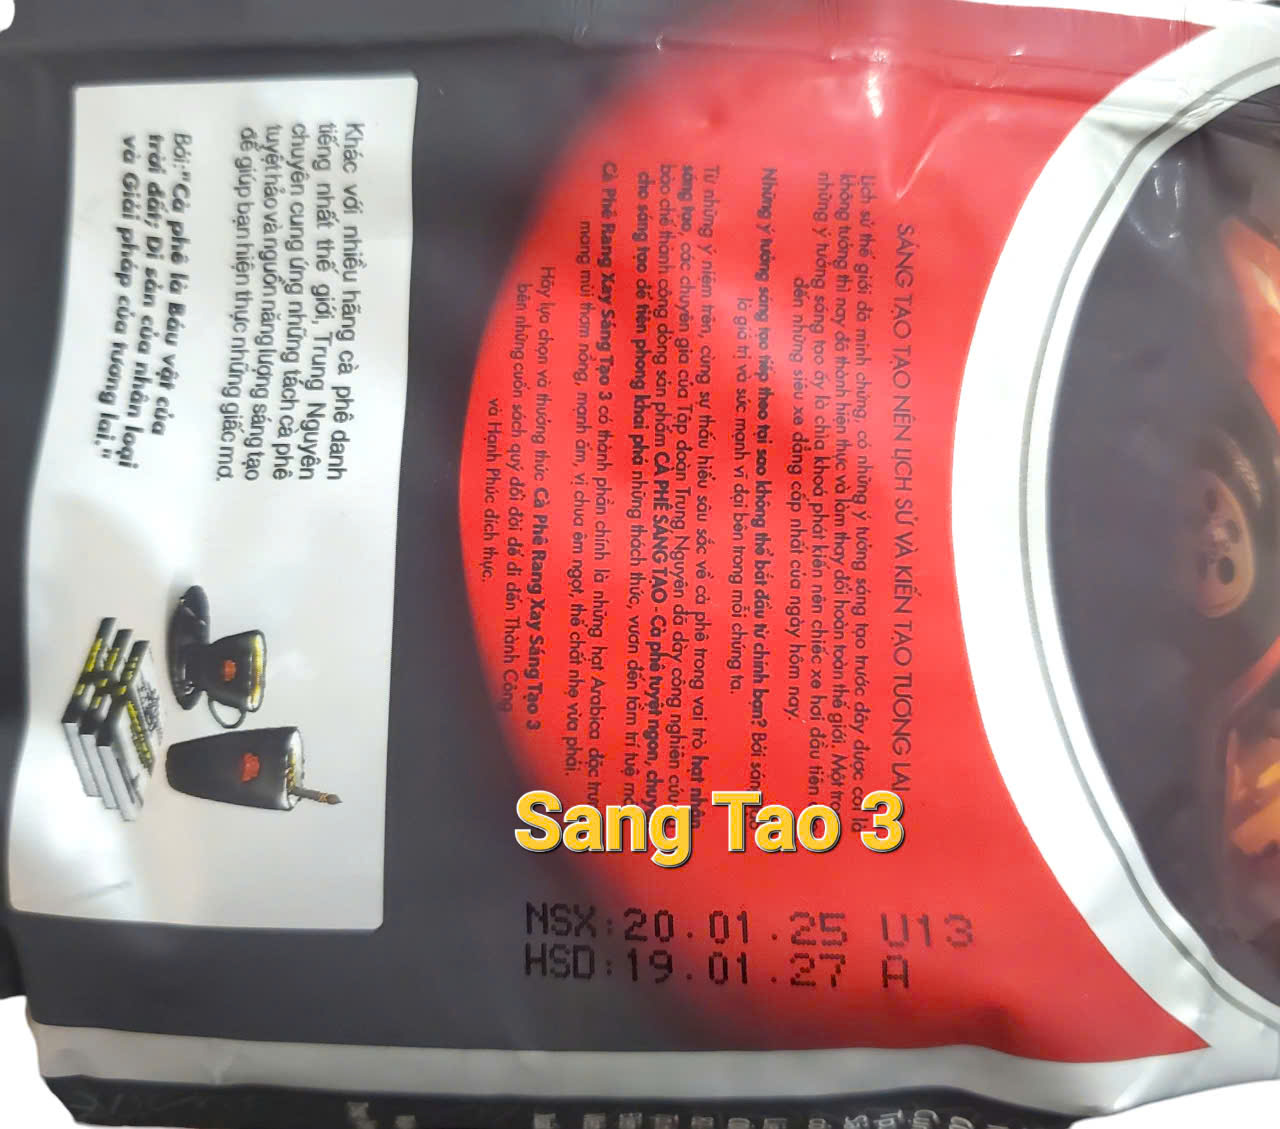 SÁNG TẠO TẠO NÊN LỊCH SỬ VÀ KIẾN TẠO TƯƠNG LAI
Lịch sử thế giới đã minh chứng, có những ý tưởng sáng tạo trước đây được coi là
không tưởng thì nay đã thành hiện thực và làm thay đổi hoàn toàn thế giới. Một tro
những ý tưởng sáng tạo ấy là chìa khoá phát kiến nên chiếc xe hơi đầu tiên
đến những siêu xe đẳng cấp nhất của ngày hôm nay.
Những ý tưởng sáng tạo tiếp theo tại sao không thể bắt đầu từ chính bạn? Bởi sáng tạo
là giá trị và sức mạnh vĩ đại bên trong mỗi chúng ta.
Từ những ý niệm trên, cùng sự thấu hiểu sâu sắc về cà phê trong vai trò hạt nhân
sáng tạo, các chuyên gia của Tập đoàn Trung Nguyên đã dày công nghiên cứu
bào chế thành công dòng sản phẩm CÀ PHÊ SÁNG TẠO - Cà phê tuyệt ngon, chuy
cho sáng tạo để tiên phong khai phá những thách thức, vươn đến tầm trí tuệ mớ
Cà Phê Rang Xay Sáng Tạo 3 có thành phần chính là những hạt Arabica đặc trưn
mang mùi thơm nồng, mạnh ấm, vị chua êm ngọt, thể chất nhẹ vừa phải.
Hãy lựa chọn và thưởng thức Cà Phê Rang Xay Sáng Tạo 3
bên những cuốn sách quý đổi đời để đi đến Thành Công
và Hạnh Phúc đích thực.
Khác với nhiều hãng cà phê danh
tiếng nhất thế giới, Trung Nguyên
chuyên cung ứng những tách cà phê
tuyệt hảo và nguồn năng lượng sáng tạo
để giúp bạn hiện thực những giấc mơ.
Bởi: "Cà phê là Báu vật của
trời đất; Di sản của nhân loại
và Giải pháp của tương lai."
Sang Tao 3
NSX: 20.01.25 U13
HSD: 19.01.27 A